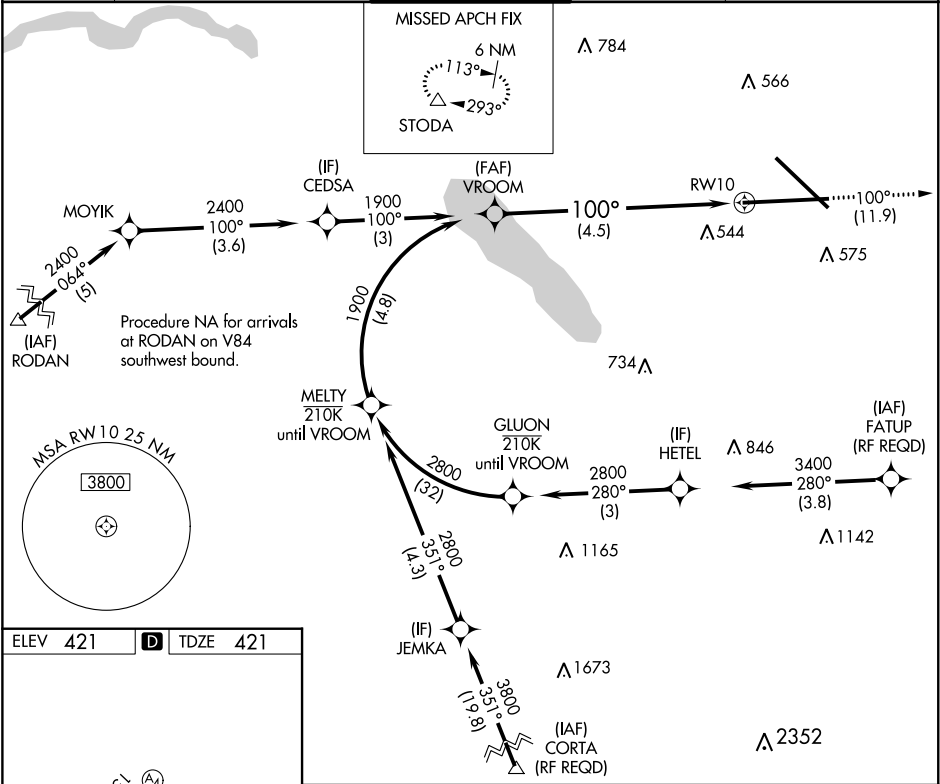 MISSED APCH FIX
6 NM
113°
293°
STODA
784
566
(IF)
CEDSA
(FAF)
VROOM
RW10
MOYIK
2400
100°
(3.6)
1900
100°
(3)
100°
(4.5)
100°
(11.9)
544
575
2400
064°
(5)
(IAF)
RODAN
Procedure NA for arrivals
at RODAN on V84
southwest bound.
1900
(4.8)
734
MELTY
210K
until VROOM
GLUON
210K
until VROOM
(IF)
HETEL
846
(IAF)
FATUP
(RF REQD)
MSA RW10 25 NM
3800
2800
(32)
2800
280°
(3)
3400
280°
(3.8)
1142
1165
2800
351°
(4.3)
(IF)
JEMKA
ELEV 421
D
TDZE 421
1673
3800
351°
(19.8)
(IAF)
CORTA
(RF REQD)
2352